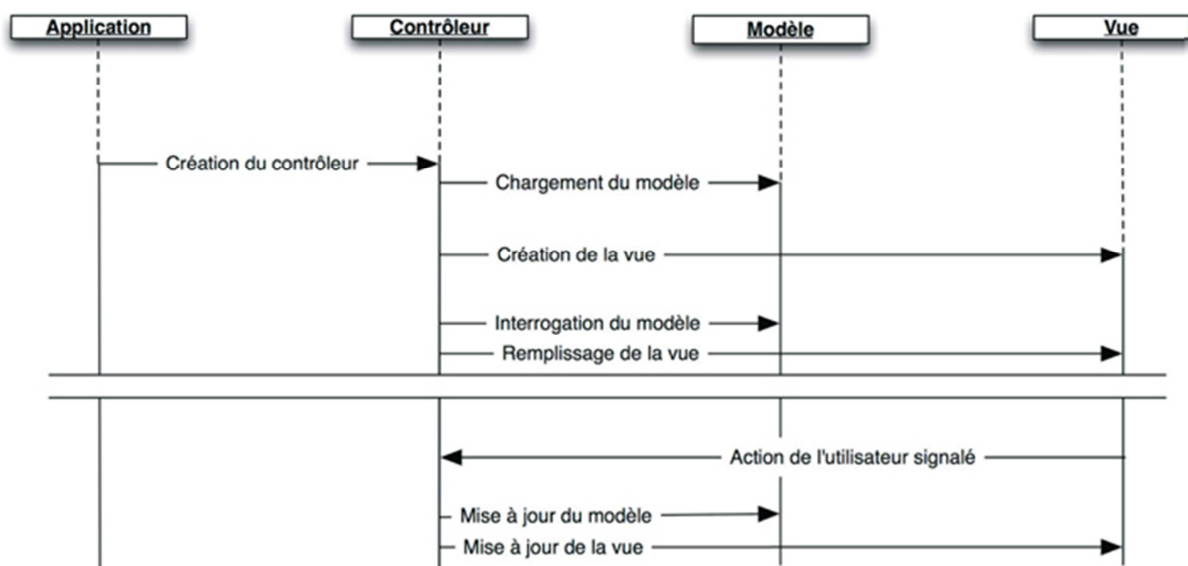 Application
Contrôleur
Modèle
Vue
Création du contrôleur
Chargement du modèle
Création de la vue
Interrogation du modèle
Remplissage de la vue
Action de l'utilisateur signalé
Mise à jour du modèle
Mise à jour de la vue